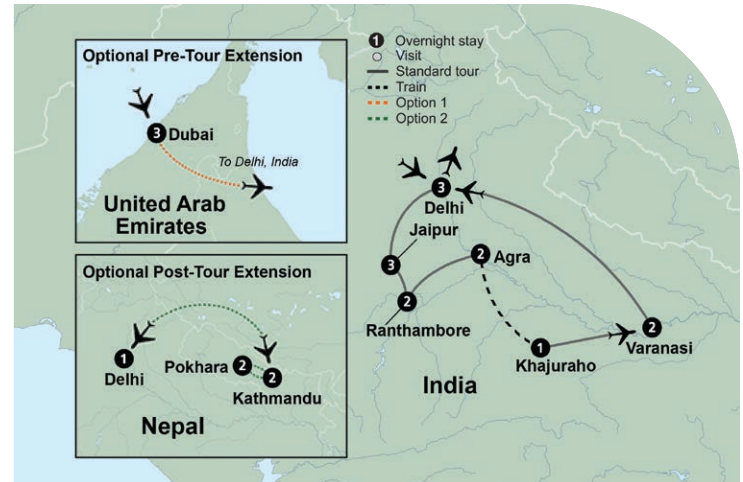 Optional Pre-Tour Extension
3 Dubai
To Delhi, India
United Arab
Emirates
Optional Post-Tour Extension
1
Delhi
Pokhara 2
2
Kathmandu
Nepal
1 Overnight stay
Visit
Standard tour
Train
Option 1
Option 2
3
Delhi
Jaipur
3
2 Agra
2
Ranthambore
1
Khajuraho
2
Varanasi
India